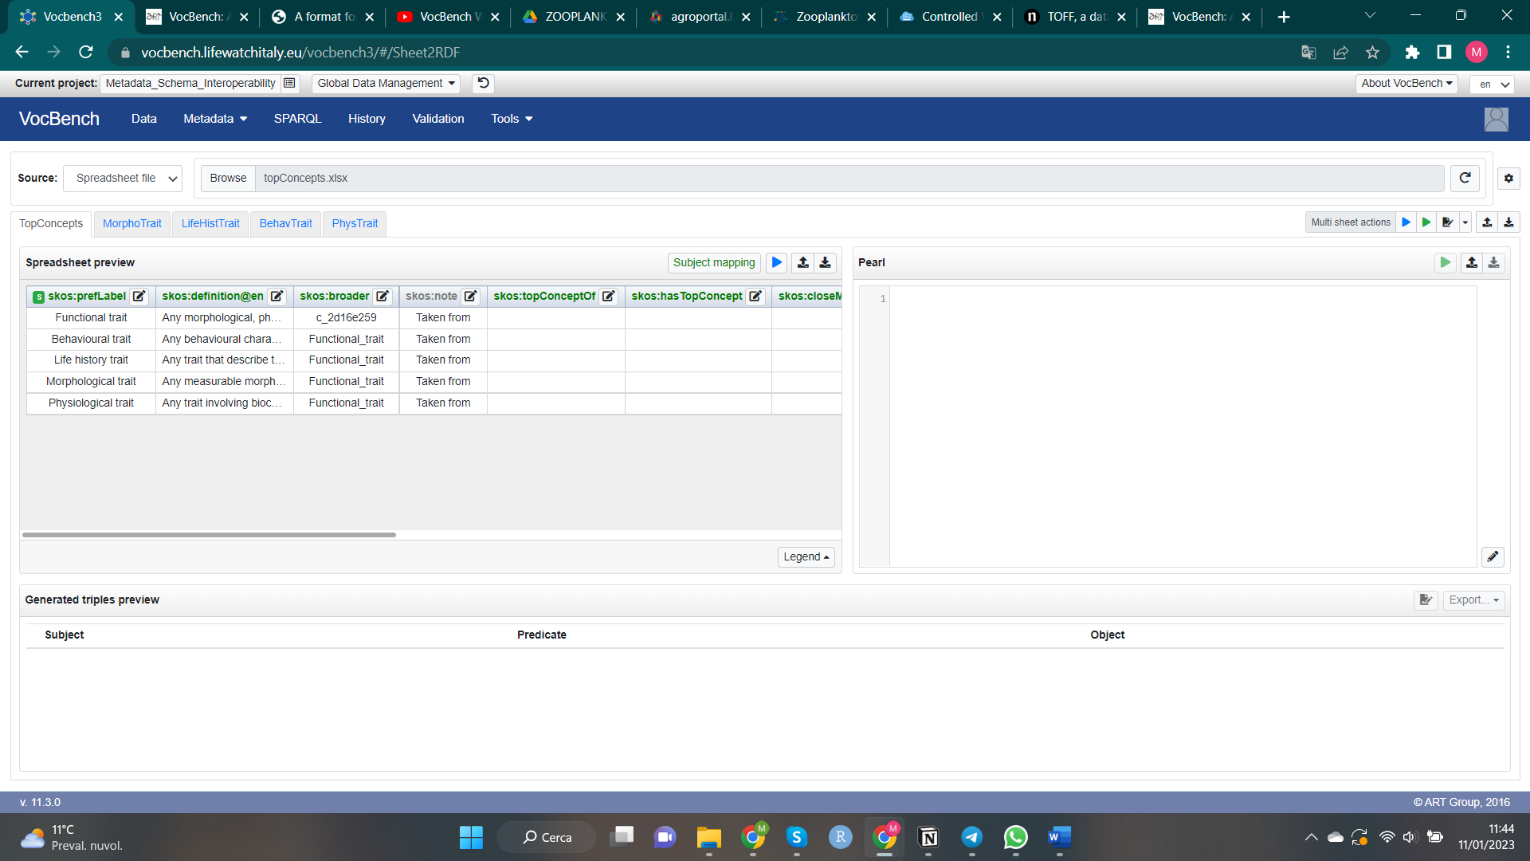 Vocbench3 VocBench: A format fo YouTube VocBench ZOOPLANK agroportal. Zooplankto Controlled TOFF, a dat VocBench:
vocbench.lifewatchitaly.eu/vocbench3/#/Sheet2RDF M
Current project: Metadata_Schema_Interoperability Global Data Management About VocBench en
VocBench Data Metadata SPARQL History Validation Tools
Source: Spreadsheet file Browse topConcepts.xlsx
TopConcepts MorphoTrait LifeHistTrait BehavTrait PhysTrait Multi sheet actions
Spreadsheet preview Subject mapping Pearl
S skos:prefLabel skos:definition@en skos:broader skos:note skos:topConceptOf skos:hasTopConcept skos:closeM 1
Functional trait Any morphological, ph... c_2d16e259 Taken from
Behavioural trait Any behavioural chara... Functional_trait Taken from
Life history trait Any trait that describe t... Functional_trait Taken from
Morphological trait Any measurable morph... Functional_trait Taken from
Physiological trait Any trait involving bioc... Functional_trait Taken from
Legend
Generated triples preview Export...
Subject Predicate Object
v. 11.3.0 © ART Group, 2016
11°C
Preval. nuvol.
Cerca
11:44
11/01/2023